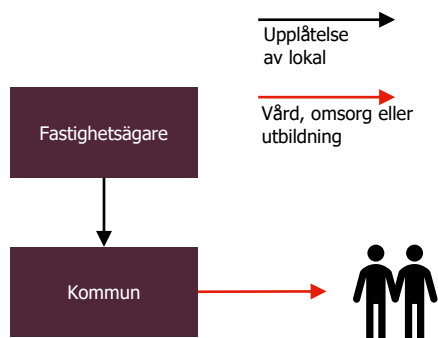 Upplåtelse
av lokal
Vård, omsorg eller
utbildning
Fastighetsägare
Kommun